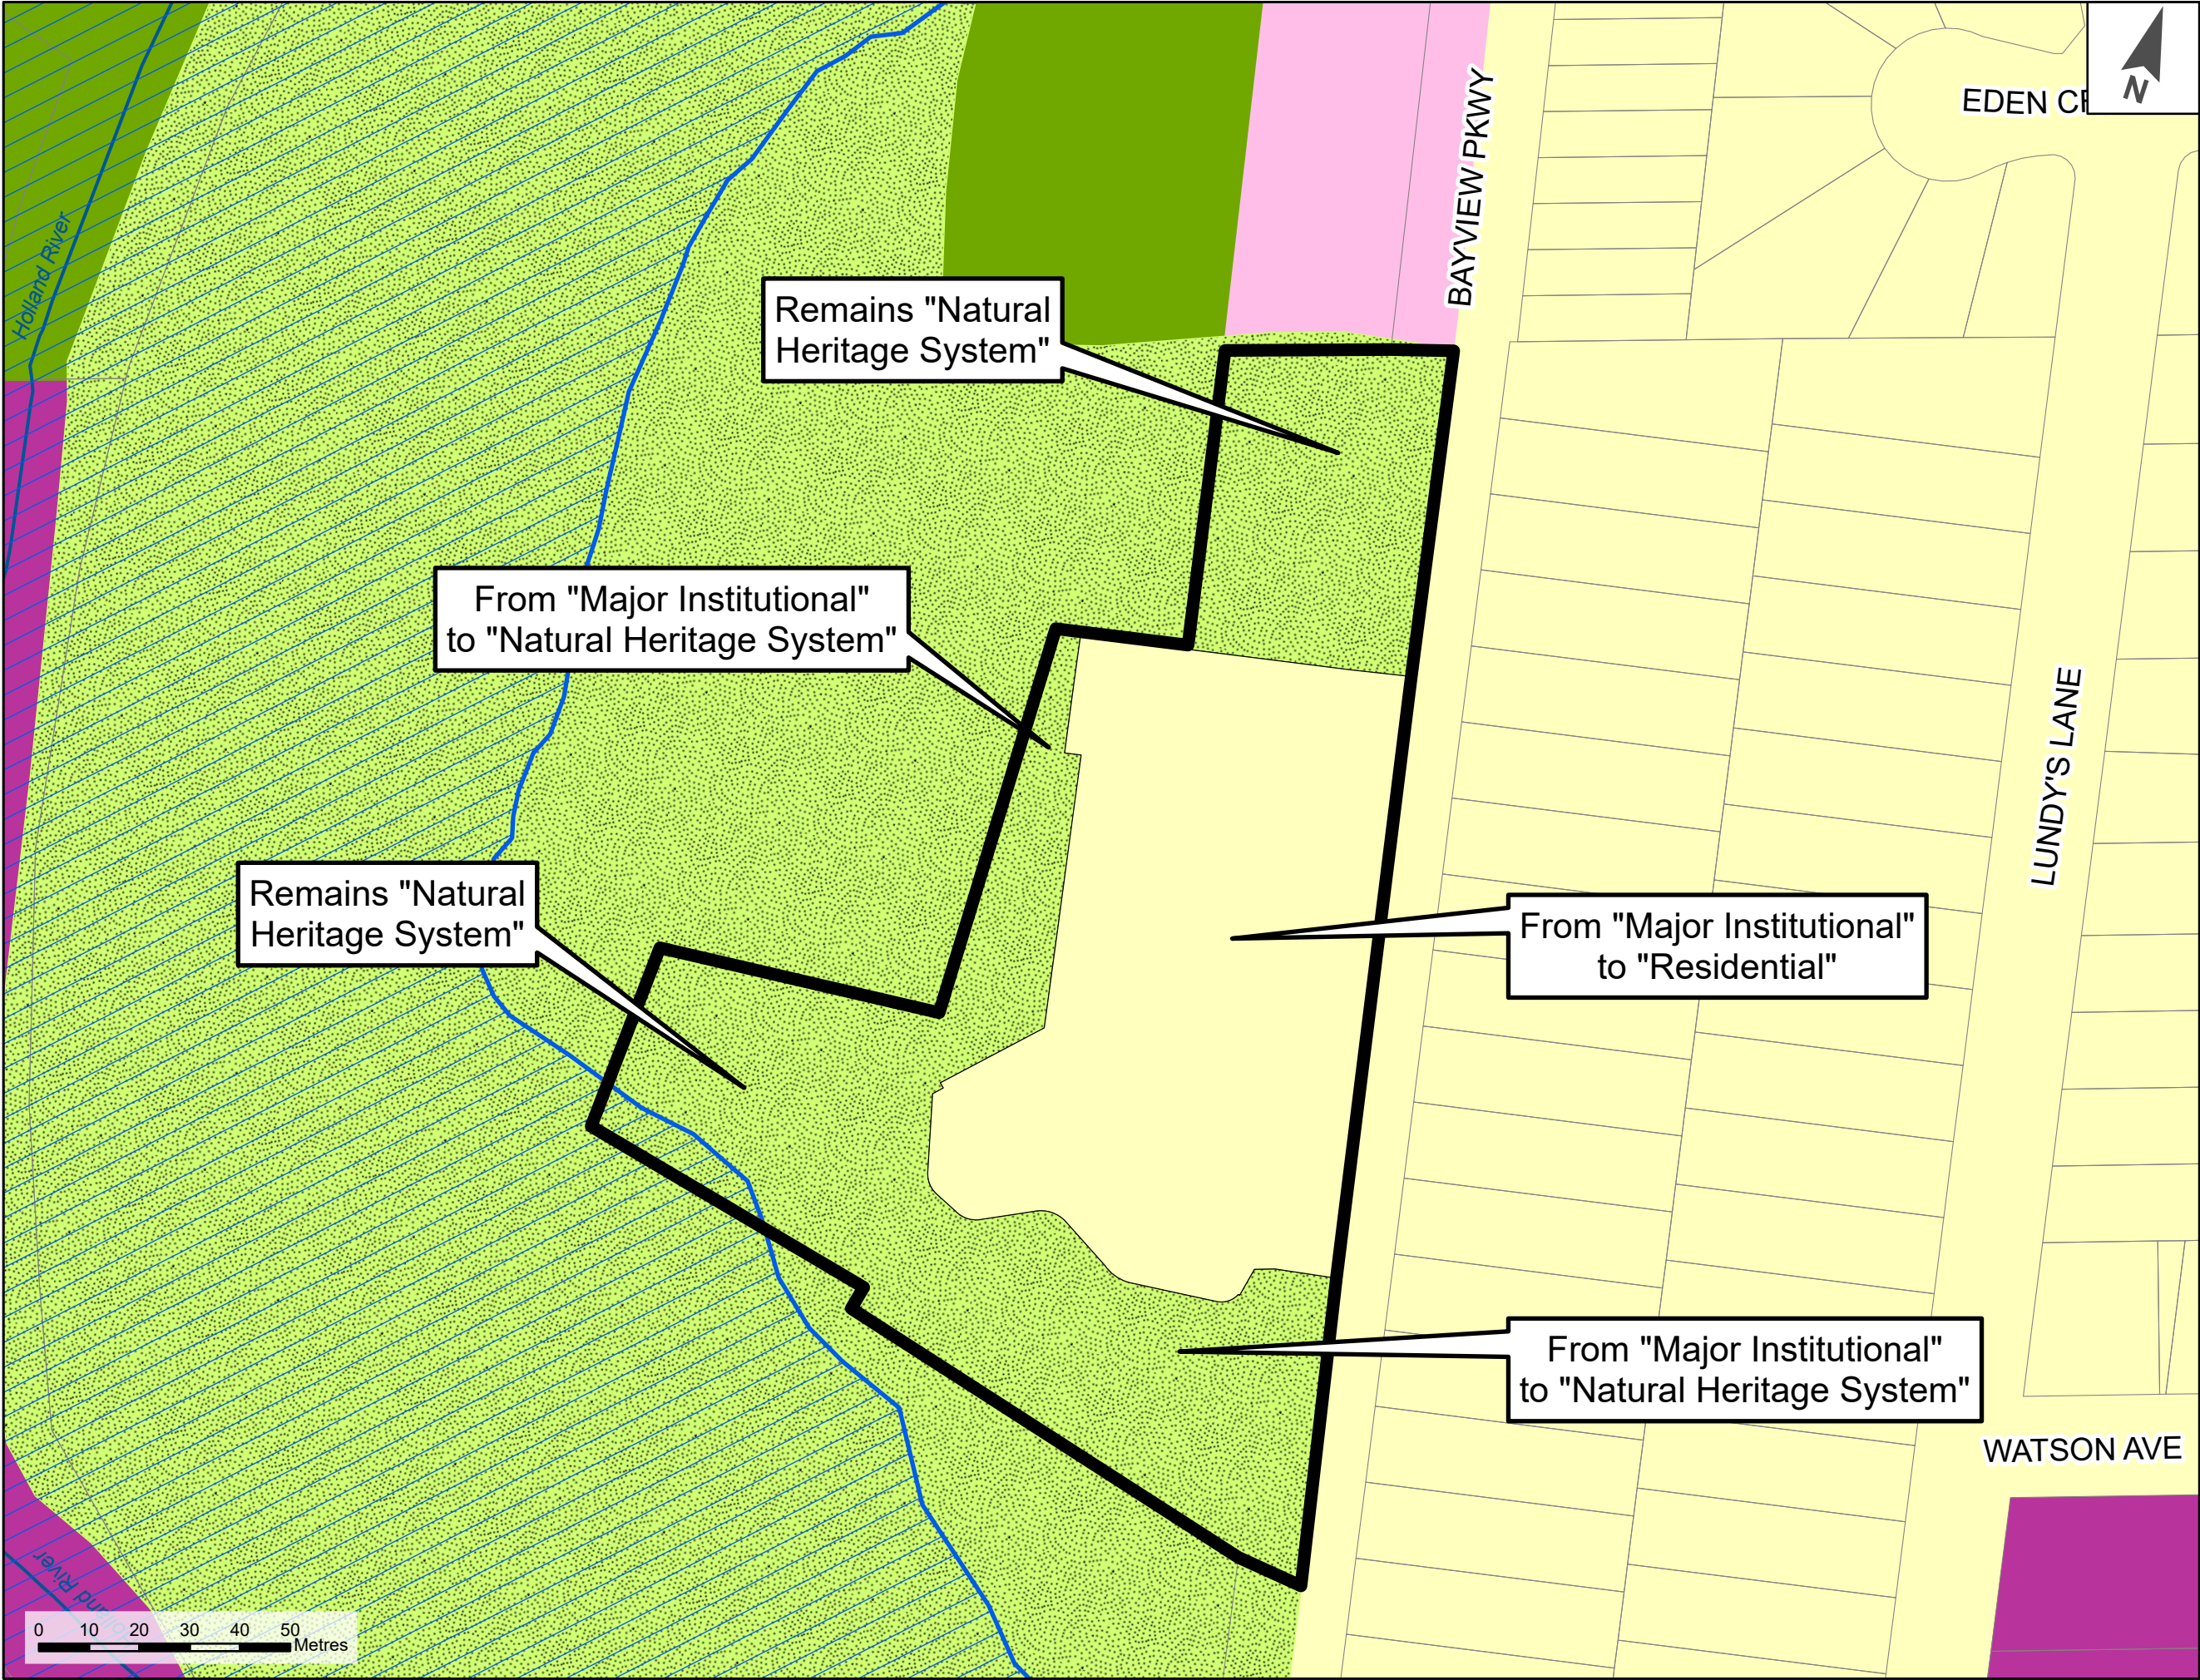 EDEN
N
BAYVIEW PKWY
Holland River
Remains "Natural
Heritage System"
From "Major Institutional"
to "Natural Heritage System"
LUNDY'S LANE
Remains "Natural
Heritage System"
From "Major Institutional"
to "Residential"
From "Major Institutional"
to "Natural Heritage System"
WATSON AVE
River
0 10 20 30 40 50
Metres